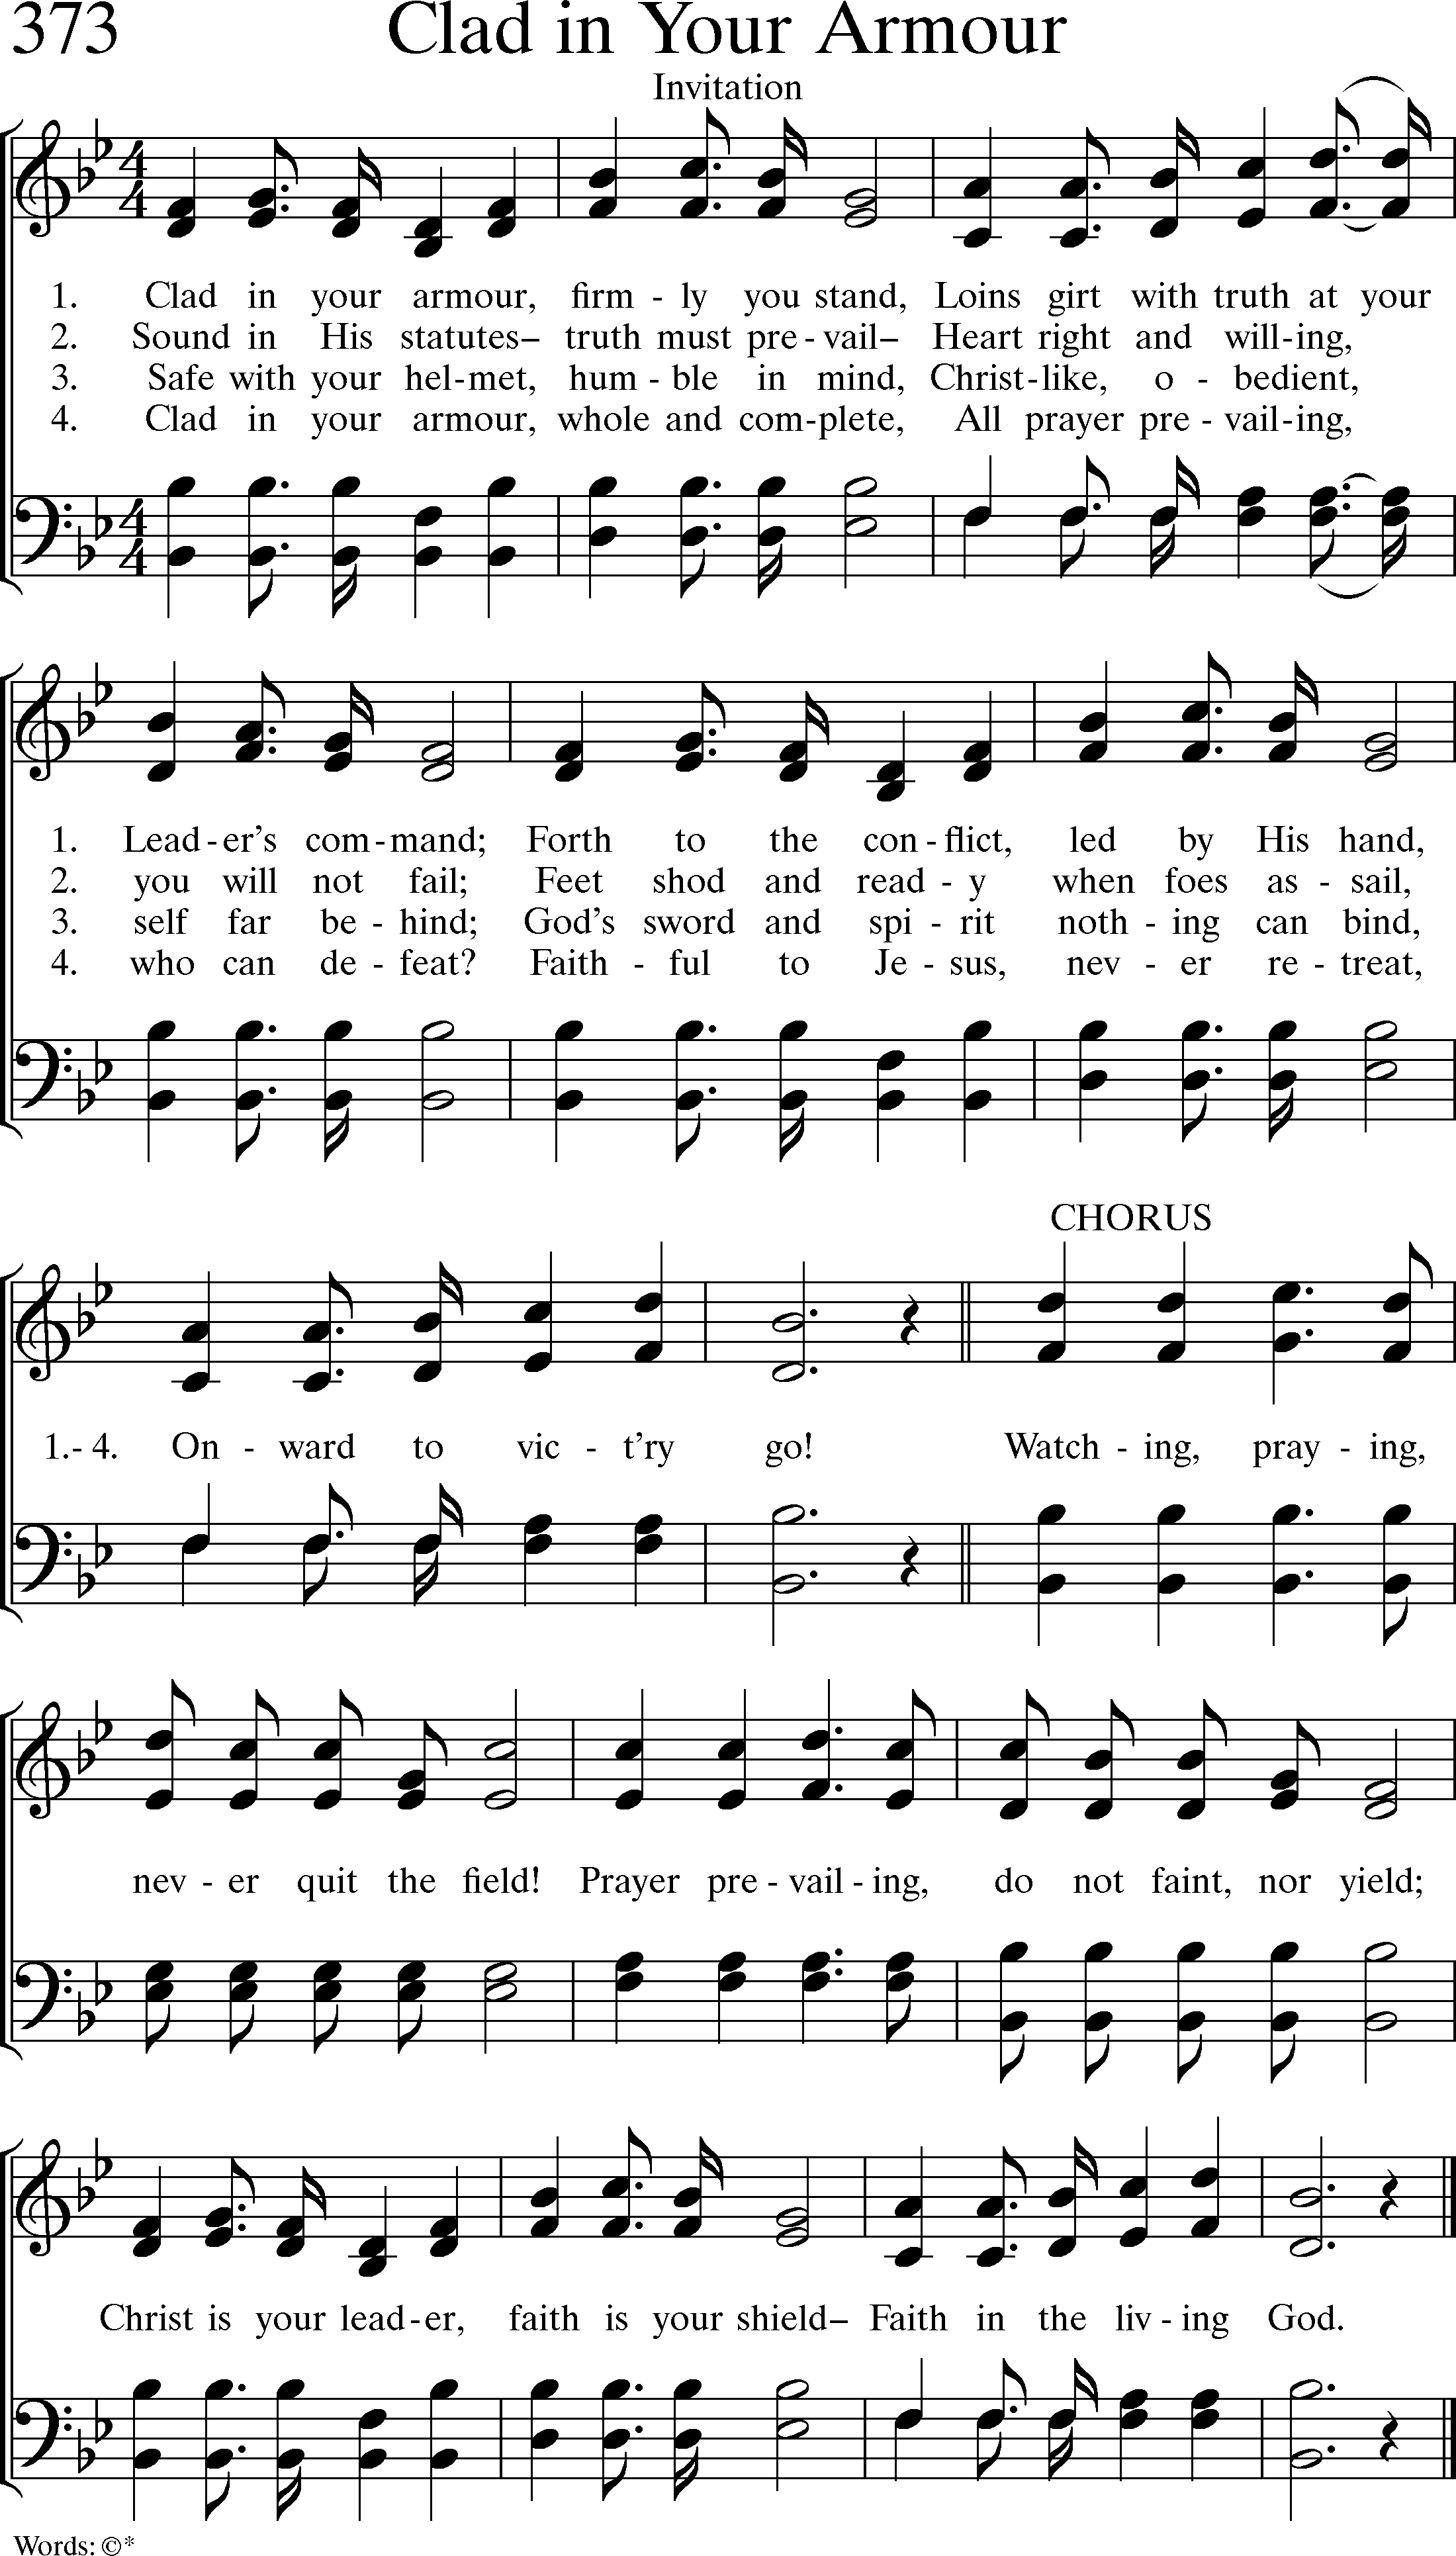 373 Clad in Your Armour
Invitation
1. Clad in your armour, firm - ly you stand, Loins girt with truth at your
2. Sound in His statutes– truth must pre - vail– Heart right and will-ing,
3. Safe with your hel-met, hum - ble in mind, Christ-like, o - bedient,
4. Clad in your armour, whole and com-plete, All prayer pre - vail-ing,
1. Lead-er’s com-mand; Forth to the con-flict, led by His hand,
2. you will not fail; Feet shod and read - y when foes as - sail,
3. self far be - hind; God’s sword and spi - rit noth - ing can bind,
4. who can de - feat? Faith - ful to Je - sus, nev - er re - treat,
CHORUS
1.- 4. On - ward to vic - t’ry go! Watch - ing, pray - ing,
nev - er quit the field! Prayer pre - vail - ing, do not faint, nor yield;
Christ is your lead-er, faith is your shield– Faith in the liv - ing God.
Words: ©*